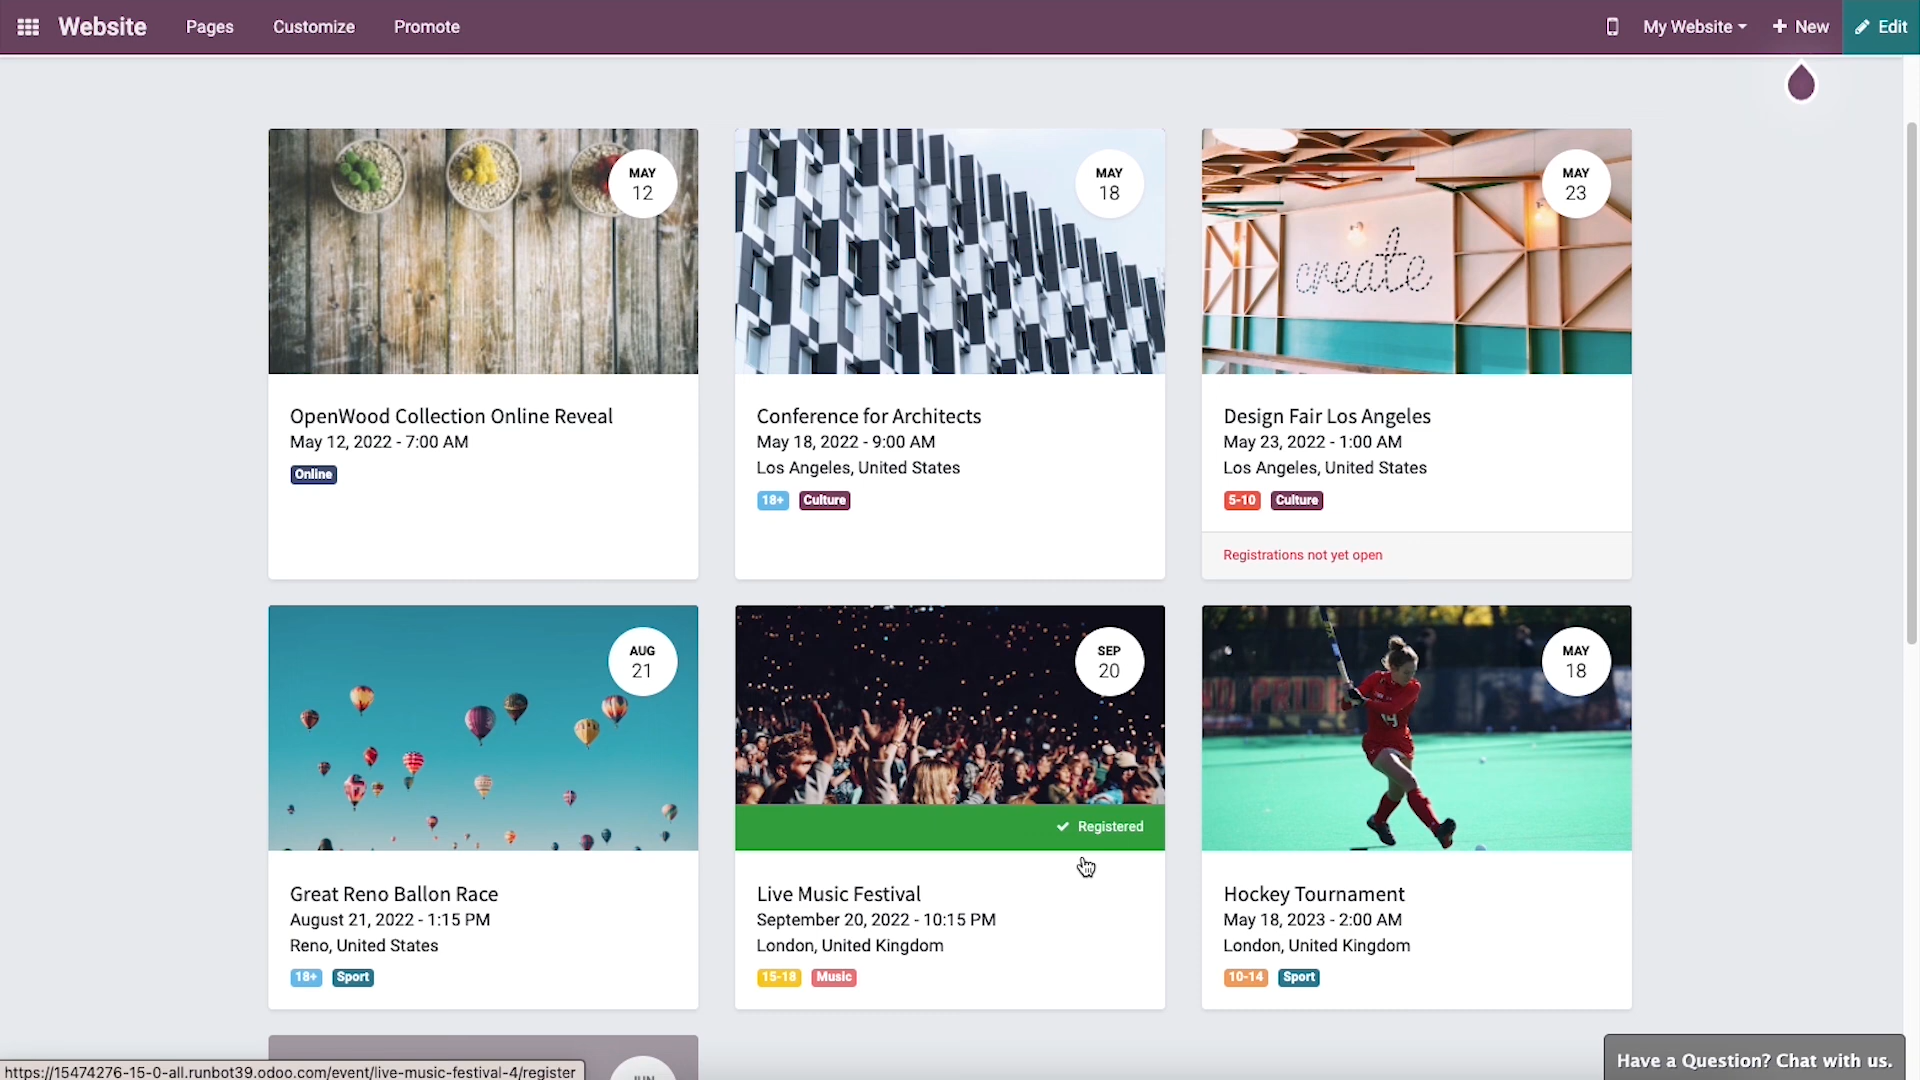 Website
Pages
Customize
Promote
My Website
New
Edit
MAY
12
MAY
18
MAY
23
create
OpenWood Collection Online Reveal
May 12, 2022 - 7:00 AM
Online
Conference for Architects
May 18, 2022 - 9:00 AM
Los Angeles, United States
18+ Culture
Design Fair Los Angeles
May 23, 2022 - 1:00 AM
Los Angeles, United States
5-10 Culture
Registrations not yet open
AUG
21
SEP
20
MAY
18
PRIDE
14
Registered
Great Reno Ballon Race
August 21, 2022 - 1:15 PM
Reno, United States
18+ Sport
Live Music Festival
September 20, 2022 - 10:15 PM
London, United Kingdom
15-18 Music
Hockey Tournament
May 18, 2023 - 2:00 AM
London, United Kingdom
10-14 Sport
JUN
Have a Question? Chat with us.
https://15474276-15-0-all.runbot39.odoo.com/event/live-music-festival-4/register